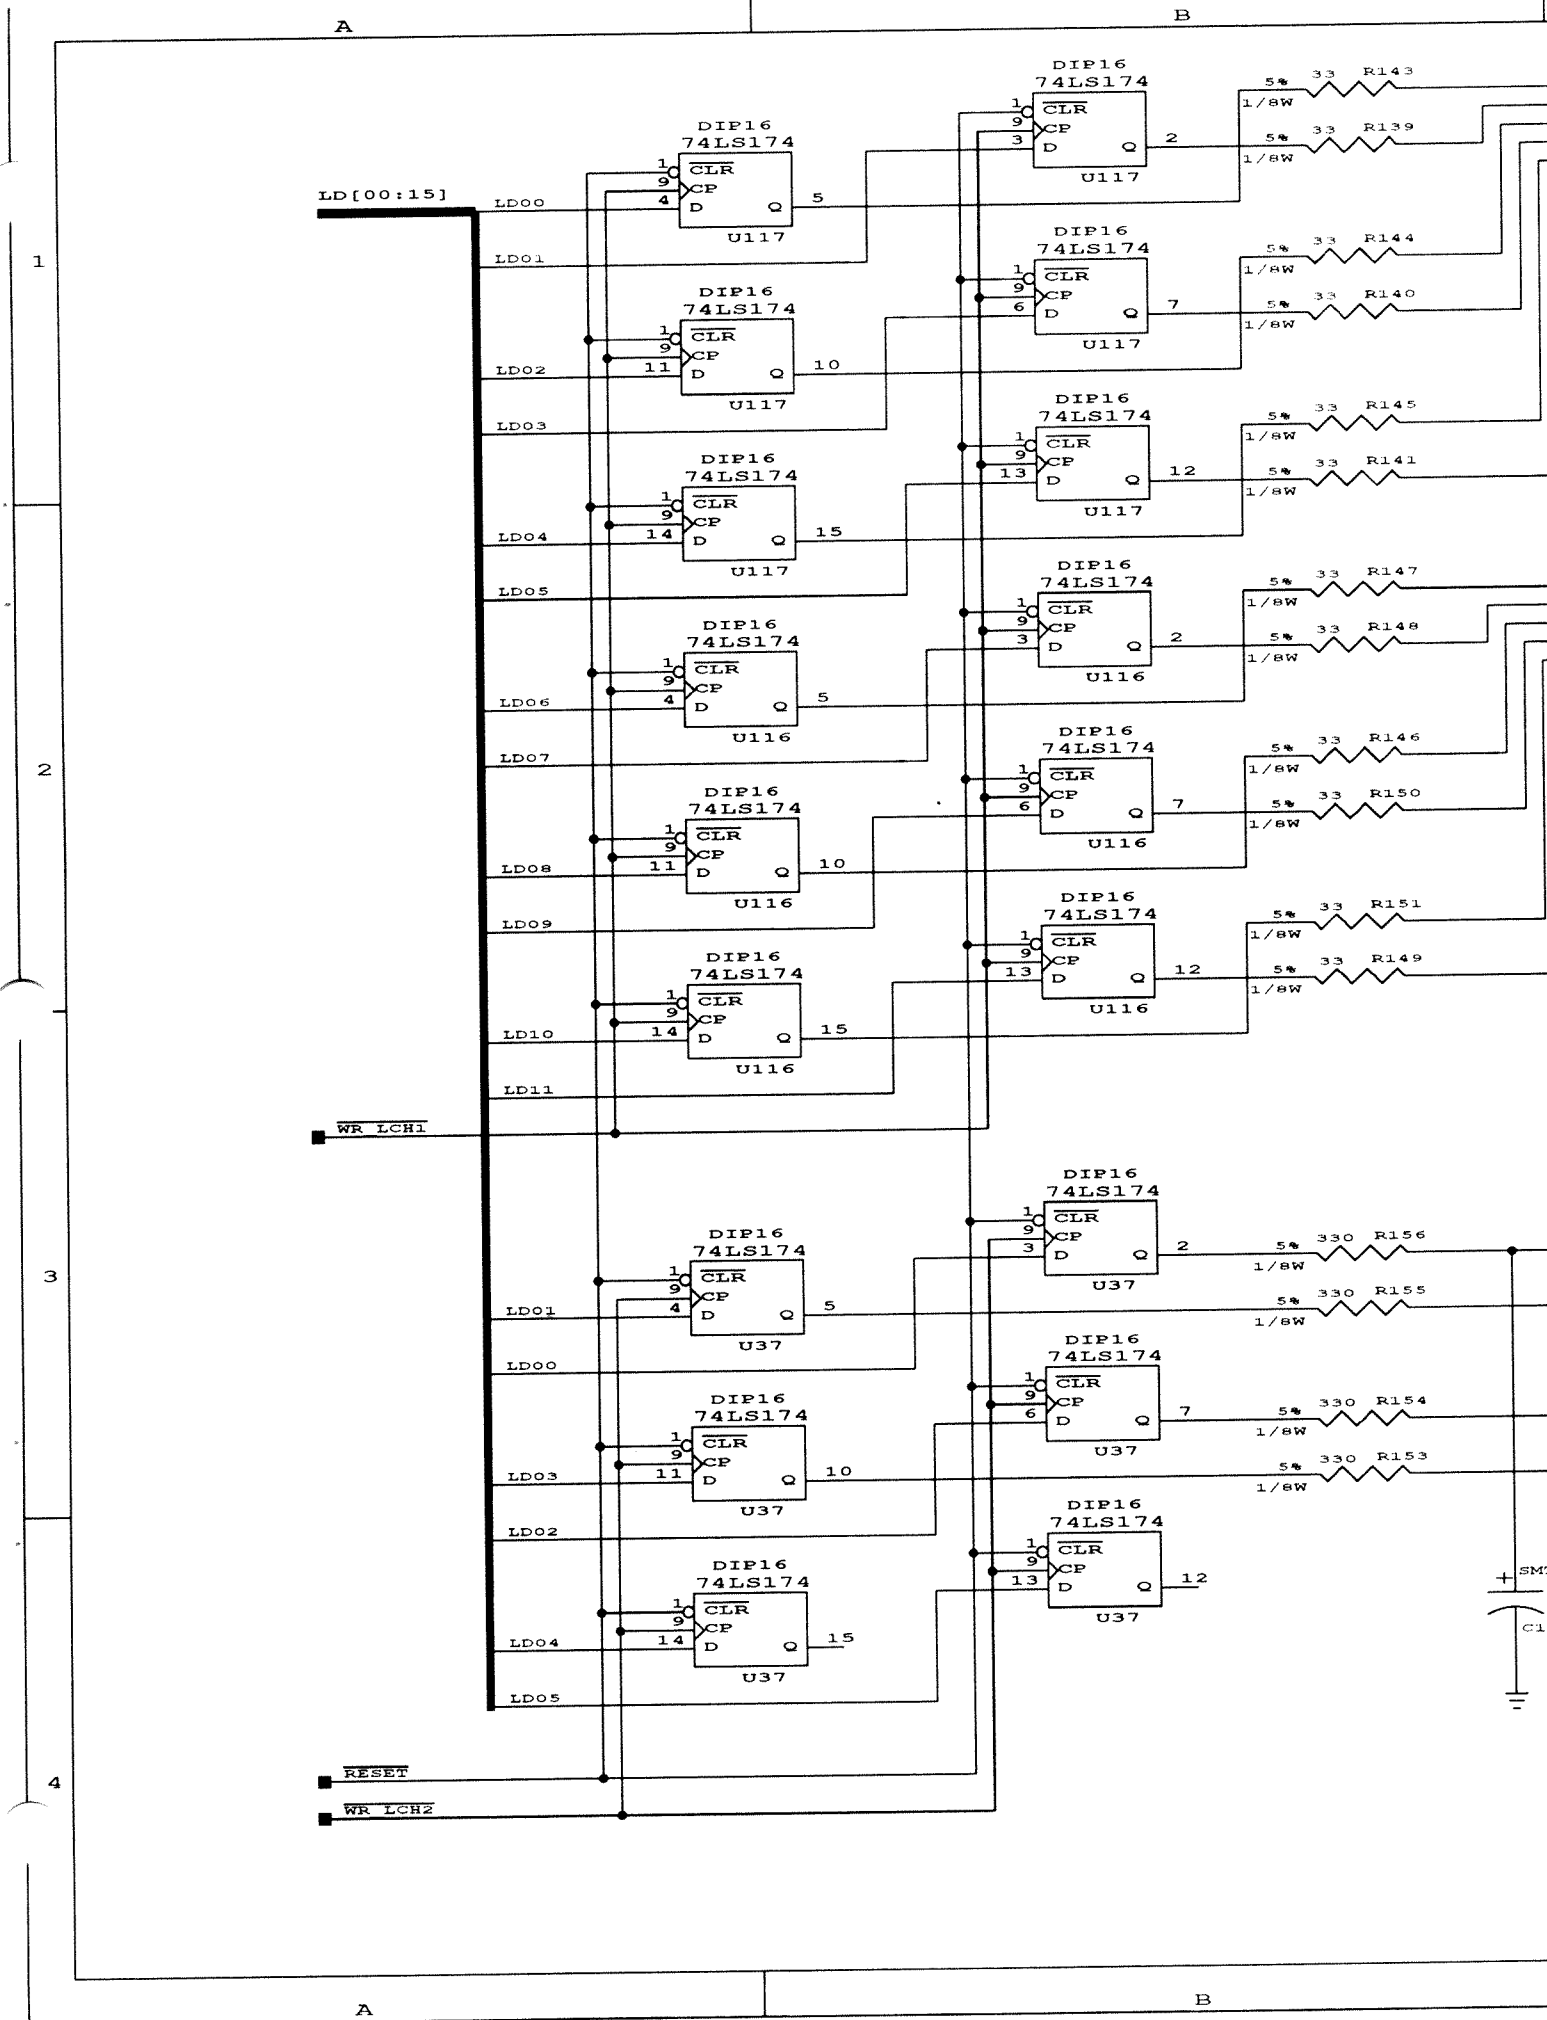 A
B
DIP16
74LS174
1
CLR
9
CP
3
D
Q
2
U117
5%
33
R143
1/8W
5%
33
R139
1/8W
DIP16
74LS174
1
CLR
9
CP
4
D
Q
5
U117
LD[00:15]
LD00
LD01
1
DIP16
74LS174
1
CLR
9
CP
6
D
Q
7
U117
5%
33
R144
1/8W
5%
33
R140
1/8W
DIP16
74LS174
1
CLR
9
CP
11
D
Q
10
U117
LD02
LD03
DIP16
74LS174
1
CLR
9
CP
13
D
Q
12
U117
5%
33
R145
1/8W
5%
33
R141
1/8W
DIP16
74LS174
1
CLR
9
CP
14
D
Q
15
U117
LD04
LD05
DIP16
74LS174
1
CLR
9
CP
3
D
Q
2
U116
5%
33
R147
1/8W
5%
33
R148
1/8W
DIP16
74LS174
1
CLR
9
CP
4
D
Q
5
U116
LD06
LD07
2
DIP16
74LS174
1
CLR
9
CP
6
D
Q
7
U116
5%
33
R146
1/8W
5%
33
R150
1/8W
DIP16
74LS174
1
CLR
9
CP
11
D
Q
10
U116
LD08
LD09
DIP16
74LS174
1
CLR
9
CP
13
D
Q
12
U116
5%
33
R151
1/8W
5%
33
R149
1/8W
DIP16
74LS174
1
CLR
9
CP
14
D
Q
15
U116
LD10
LD11
WR LCH1
DIP16
74LS174
1
CLR
9
CP
3
D
Q
2
U37
5%
330
R156
1/8W
5%
330
R155
1/8W
3
DIP16
74LS174
1
CLR
9
CP
4
D
Q
5
U37
LD01
LD00
DIP16
74LS174
1
CLR
9
CP
6
D
Q
7
U37
5%
330
R154
1/8W
5%
330
R153
1/8W
DIP16
74LS174
1
CLR
9
CP
11
D
Q
10
U37
LD03
LD02
DIP16
74LS174
1
CLR
9
CP
13
D
Q
12
U37
DIP16
74LS174
1
CLR
9
CP
14
D
Q
15
U37
LD04
LD05
+
4
RESET
WR LCH2
A
B